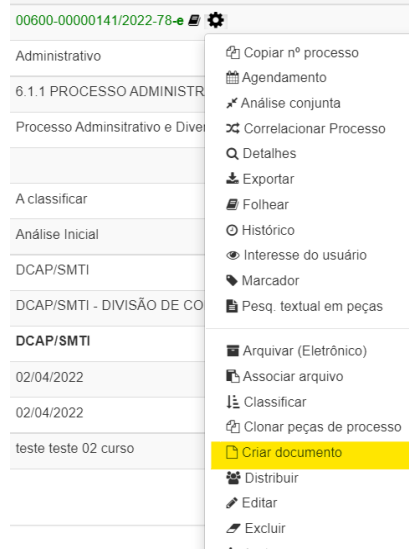 00600-00000141/2022-78-e
Administrativo
6.1.1 PROCESSO ADMINISTR
Processo Adminsitrativo e Diver
A classificar
Análise Inicial
DCAP/SMTI
DCAP/SMTI - DIVISÃO DE CO
DCAP/SMTI
02/04/2022
02/04/2022
teste teste 02 curso
Copiar nº processo
Agendamento
Análise conjunta
Correlacionar Processo
Detalhes
Exportar
Folhear
Histórico
Interesse do usuário
Marcador
Pesq. textual em peças
Arquivar (Eletrônico)
Associar arquivo
Classificar
Clonar peças de processo
Criar documento
Distribuir
Editar
Excluir